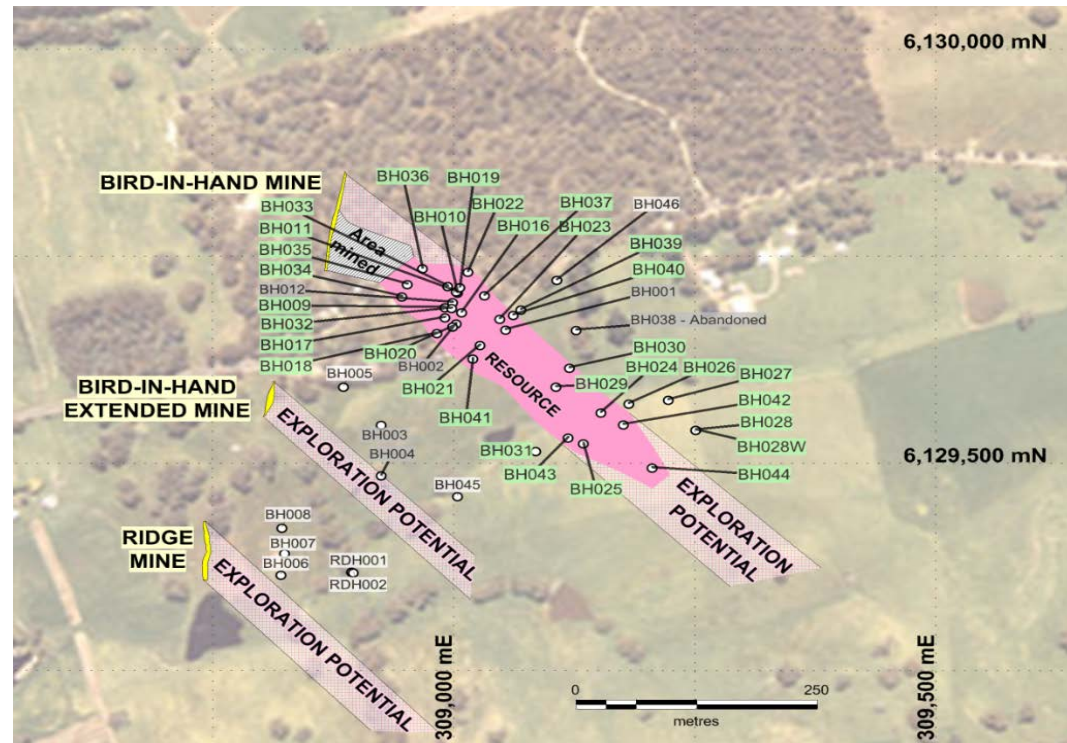 6,130,000 mN
BIRD-IN-HAND MINE
BH036
BH019
BH033
BH010
BH022
BH037
BH046
BH011
BH016
BH023
BH035
BH039
BH034
BH040
BH012
BH001
BH009
BH032
BH038 - Abandoned
BH017
BH018
BH020
BH002
BH030
BH005
BH021
BH029
BH024
BH026
BH027
BH041
BH042
BH003
BH028
BH004
BH031
BH028W
BH043
BH044
BH045
BH025
BH008
BH007
BH006
RDH001
RDH002
Area
mined
RESOURCE
BIRD-IN-HAND
EXTENDED MINE
EXPLORATION POTENTIAL
6,129,500 mN
EXPLORATION
POTENTIAL
RIDGE
MINE
EXPLORATION POTENTIAL
309,000 mE
309,500 mE
0
250
metres